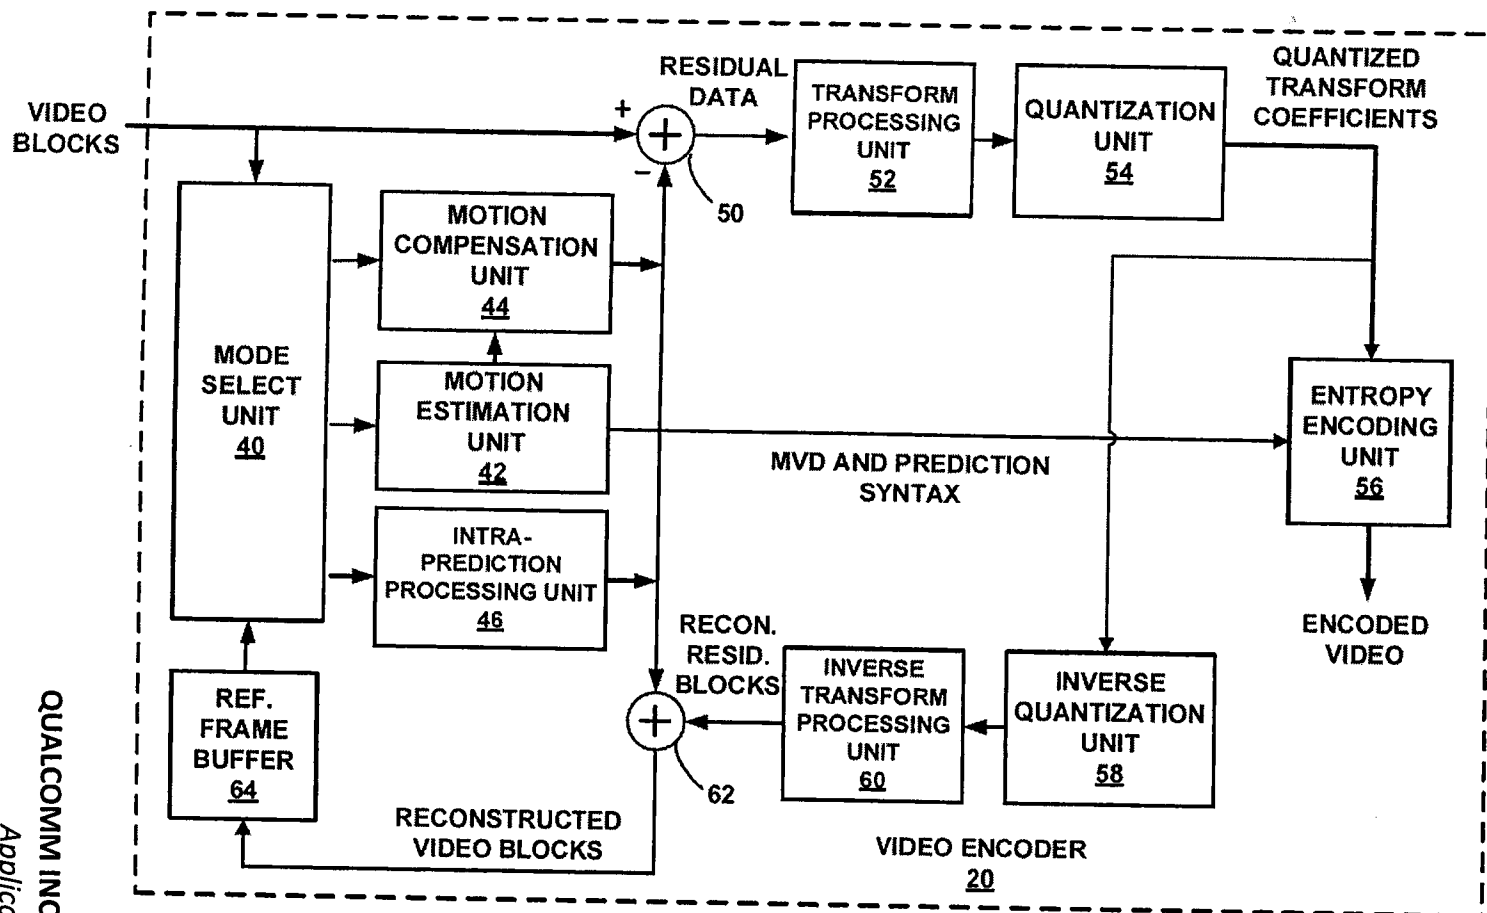 VIDEO
BLOCKS
+
−
RESIDUAL
DATA
50
TRANSFORM
PROCESSING
UNIT
52
QUANTIZATION
UNIT
54
QUANTIZED
TRANSFORM
COEFFICIENTS
MODE
SELECT
UNIT
40
MOTION
COMPENSATION
UNIT
44
MOTION
ESTIMATION
UNIT
42
INTRA-
PREDICTION
PROCESSING UNIT
46
MVD AND PREDICTION
SYNTAX
ENTROPY
ENCODING
UNIT
56
ENCODED
VIDEO
REF.
FRAME
BUFFER
64
RECON.
RESID.
BLOCKS
62
INVERSE
TRANSFORM
PROCESSING
UNIT
60
INVERSE
QUANTIZATION
UNIT
58
RECONSTRUCTED
VIDEO BLOCKS
VIDEO ENCODER
20
QUALCOMM INC